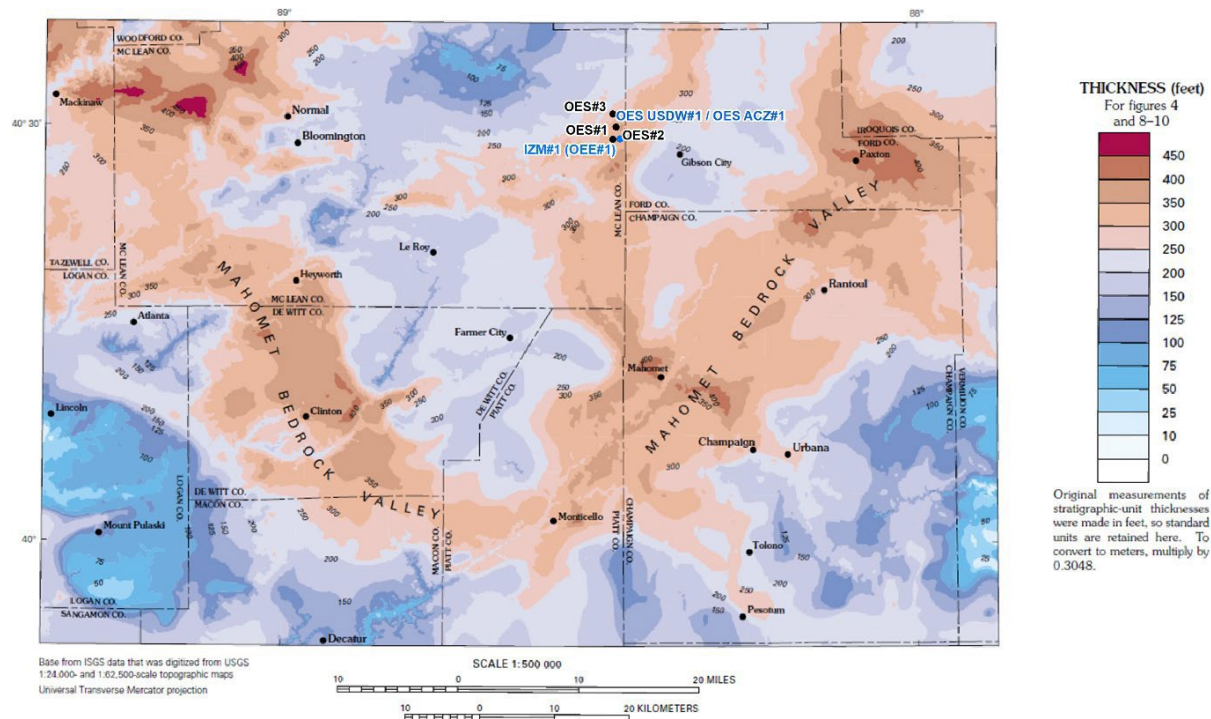 89°
88°
WOODFORD CO.
MC LEAN CO.
Mackinaw
Normal
Bloomington
40° 30'
OES#3
OES USDW#1 / OES ACZ#1
OES#1
OES#2
IZM#1 (OEE#1)
Gibson City
IROQUOIS CO.
FORD CO.
Paxton
MC LEAN CO.
FORD CO.
CHAMPAIGN CO.
Le Roy
TAZEWELL CO.
LOGAN CO.
MC LEAN CO.
Heyworth
MC LEAN CO.
DE WITT CO.
Atlanta
Farmer City
Rantoul
MAHOMET BEDROCK VALLEY
MAHOMET BEDROCK VALLEY
Mahomet
DE WITT CO.
PIATT CO.
VERMILION CO.
CHAMPAIGN CO.
Lincoln
Clinton
Champaign
Urbana
LOGAN CO.
DE WITT CO.
MACON CO.
Mount Pulaski
40°
MACON CO.
PIATT CO.
Monticello
PIATT CO.
CHAMPAIGN CO.
Tolono
LOGAN CO.
SANGAMON CO.
Pesotum
Decatur
THICKNESS (feet)
For figures 4
and 8–10
450
400
350
300
250
200
150
125
100
75
50
25
10
0
Original measurements of
stratigraphic-unit thicknesses
were made in feet, so standard
units are retained here. To
convert to meters, multiply by
0.3048.
Base from ISGS data that was digitized from USGS
1:24,000- and 1:62,500-scale topographic maps
Universal Transverse Mercator projection
SCALE 1:500 000
10 0 10 20 MILES
10 0 10 20 KILOMETERS